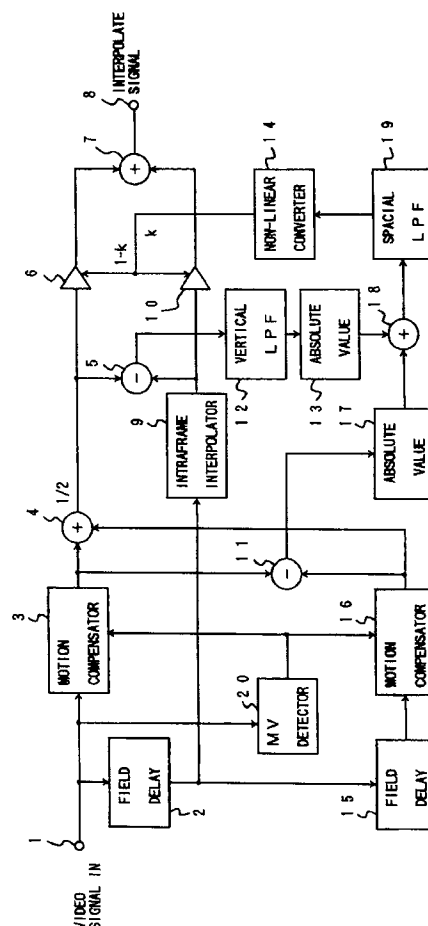 1
VIDEO
SIGNAL IN
FIELD
DELAY
2
3
MOTION
COMPENSATOR
4
1/2
MV
DETECTOR
20
FIELD
DELAY
15
16
MOTION
COMPENSATOR
11
5
6
1-k
k
10
7
8
INTERPOLATE
SIGNAL
9
INTRAFRAME
INTERPOLATOR
12
VERTICAL
LPF
13
ABSOLUTE
VALUE
17
ABSOLUTE
VALUE
18
14
NON-LINEAR
CONVERTER
19
SPACIAL
LPF
+
+
+
-
-